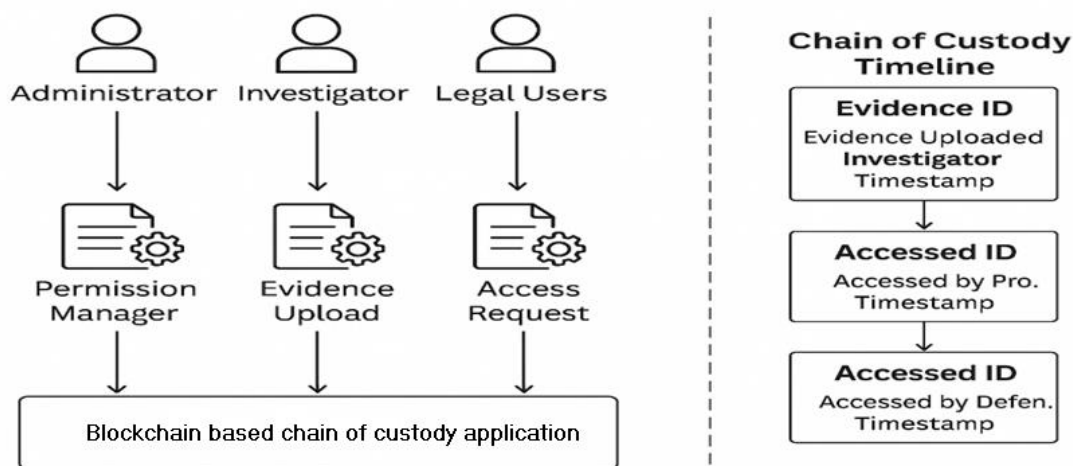 Administrator
Investigator
Legal Users
Permission
Manager
Evidence
Upload
Access
Request
Blockchain based chain of custody application
Chain of Custody
Timeline
Evidence ID
Evidence Uploaded
Investigator
Timestamp
Accessed ID
Accessed by Pro.
Timestamp
Accessed ID
Accessed by Defen.
Timestamp